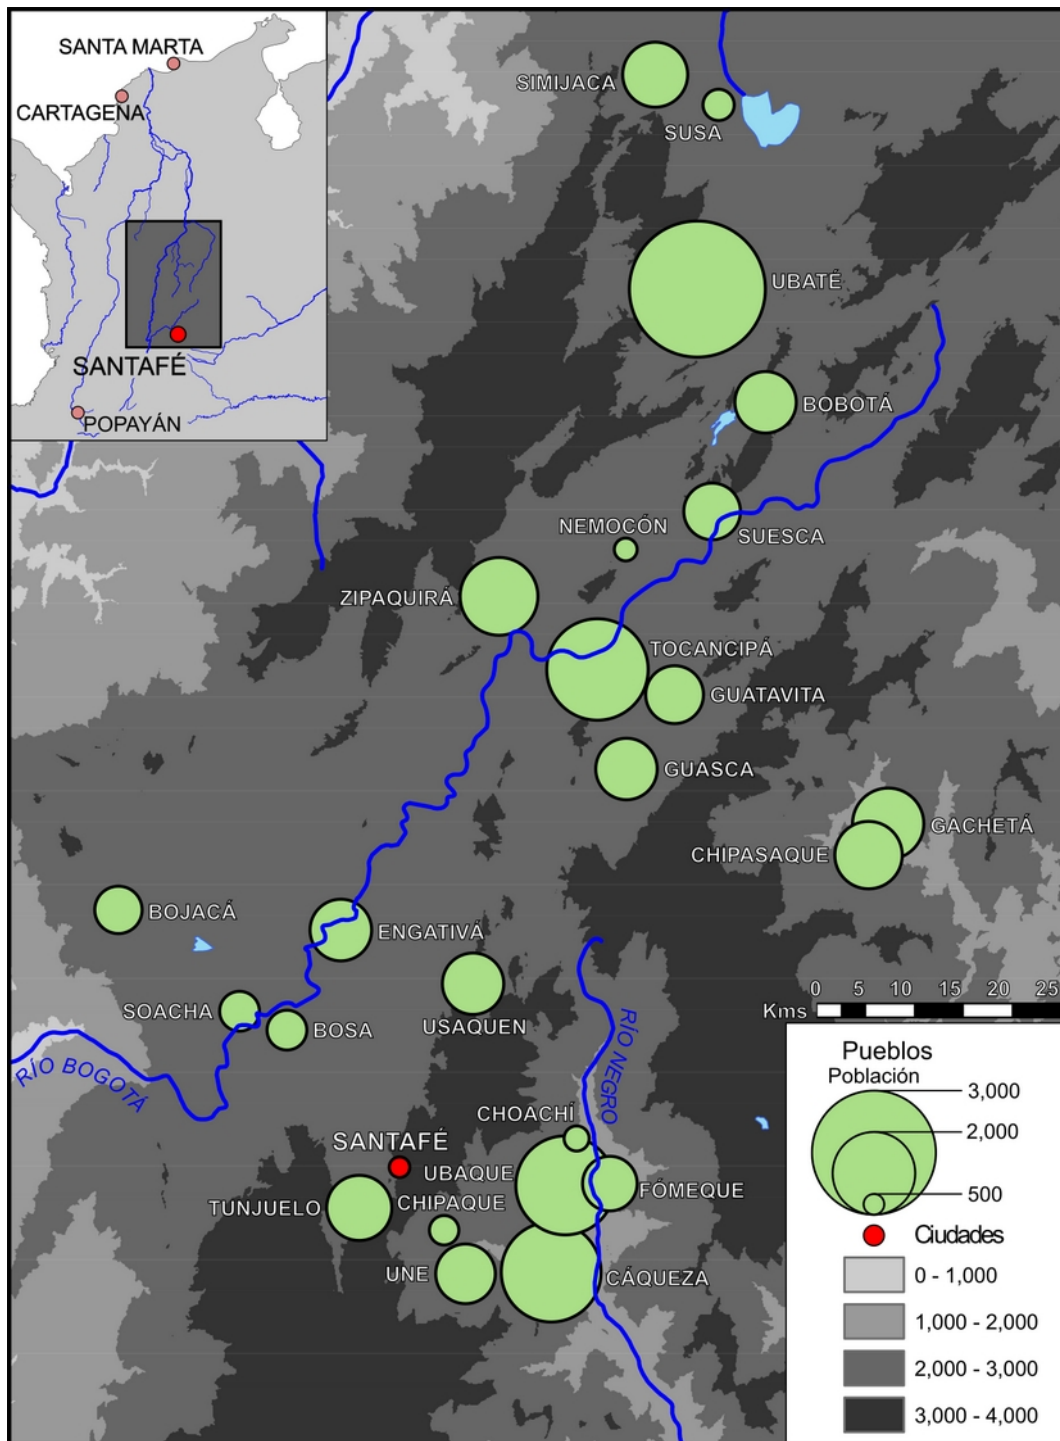 SANTA MARTA
CARTAGENA
SANTAFÉ
POPAYÁN
SIMIJACA
SUSA
UBATÉ
BOBOTÁ
SUESCA
NEMOCÓN
ZIPAQUIRÁ
TOCANCIPÁ
GUATAVITA
GUASCA
GACHETÁ
CHIPASAQUE
BOJACÁ
ENGATIVÁ
USAQUEN
SOACHA
BOSA
RÍO BOGOTÁ
RÍO NEGRO
CHOACHÍ
SANTAFÉ
UBAQUE
FÓMEQUE
TUNJUELO
CHIPAQUE
UNE
CÁQUEZA
0 5 10 15 20 25
Kms
Pueblos
Población
3,000
2,000
500
Ciudades
0 - 1,000
1,000 - 2,000
2,000 - 3,000
3,000 - 4,000